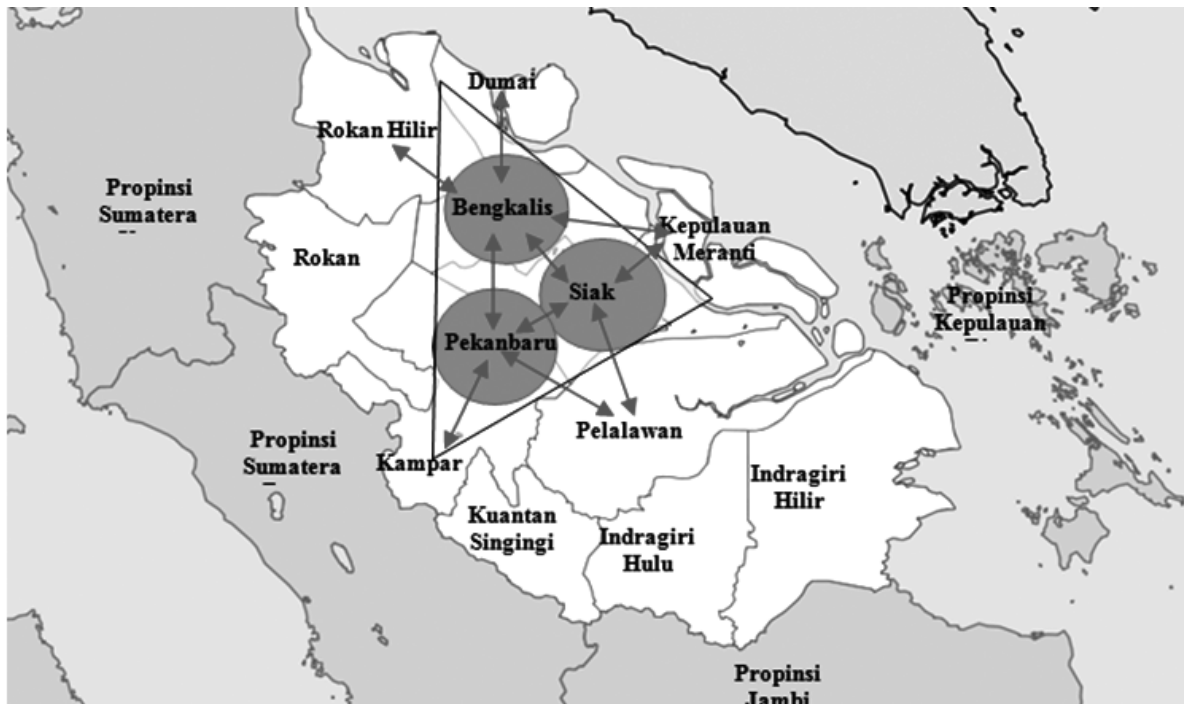 Dumai
Rokan Hilir
Propinsi
Sumatera
Bengkalis
Kepulauan
Meranti
Rokan
Siak
Propinsi
Kepulauan
Pekanbaru
Pelalawan
Propinsi
Sumatera
Kampar
Indragiri
Hilir
Kuantan
Singingi
Indragiri
Hulu
Propinsi
Jambi